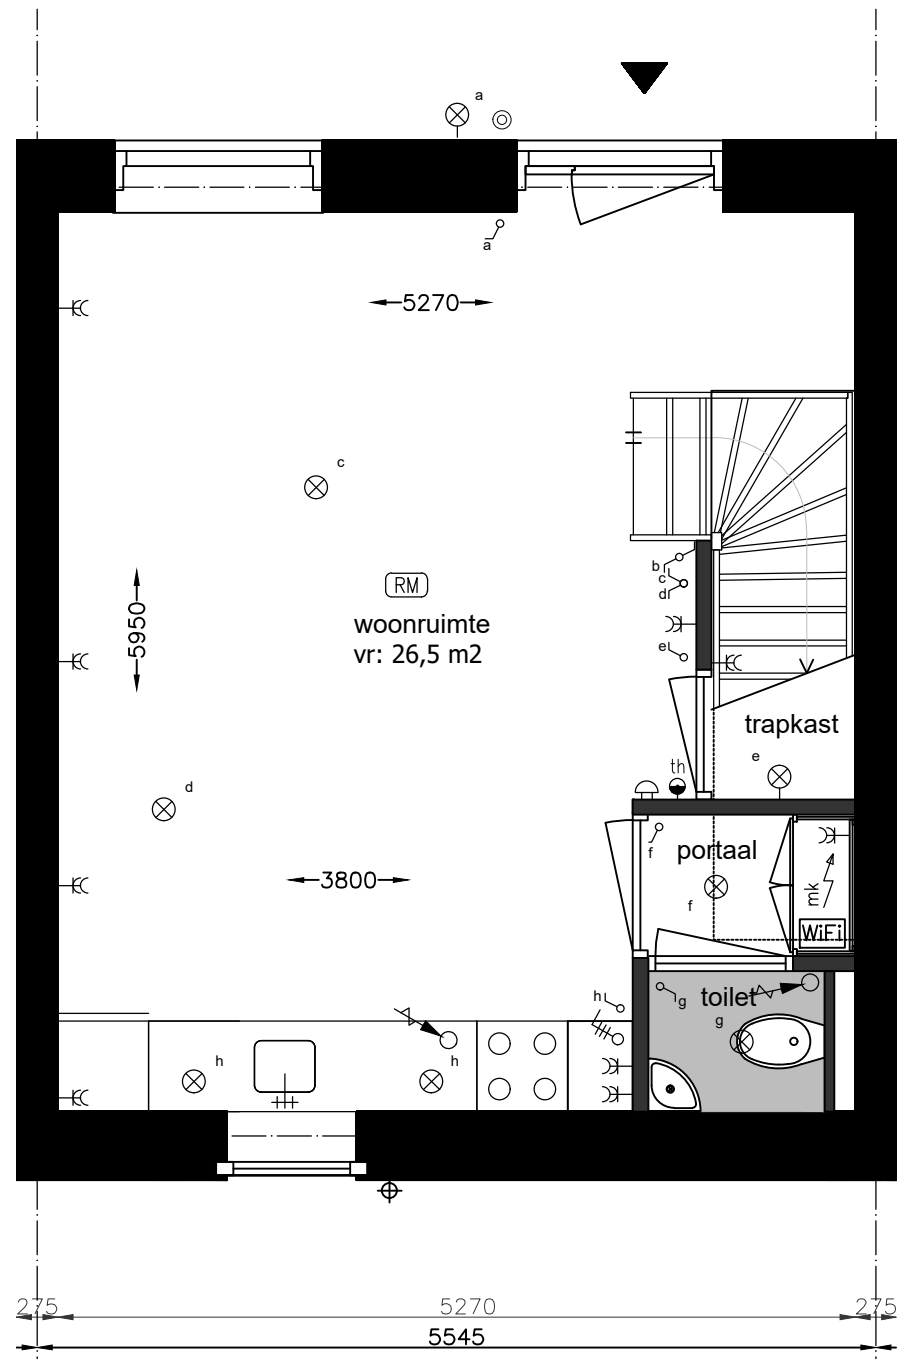 a
a
5270
c
b
c
d
RM
5950
woonruimte
vr: 26,5 m2
e
trapkast
d
th
e
3800
f
portaal
f
mk
WiFi
h
g
toilet
g
h
h
275
5270
275
5545